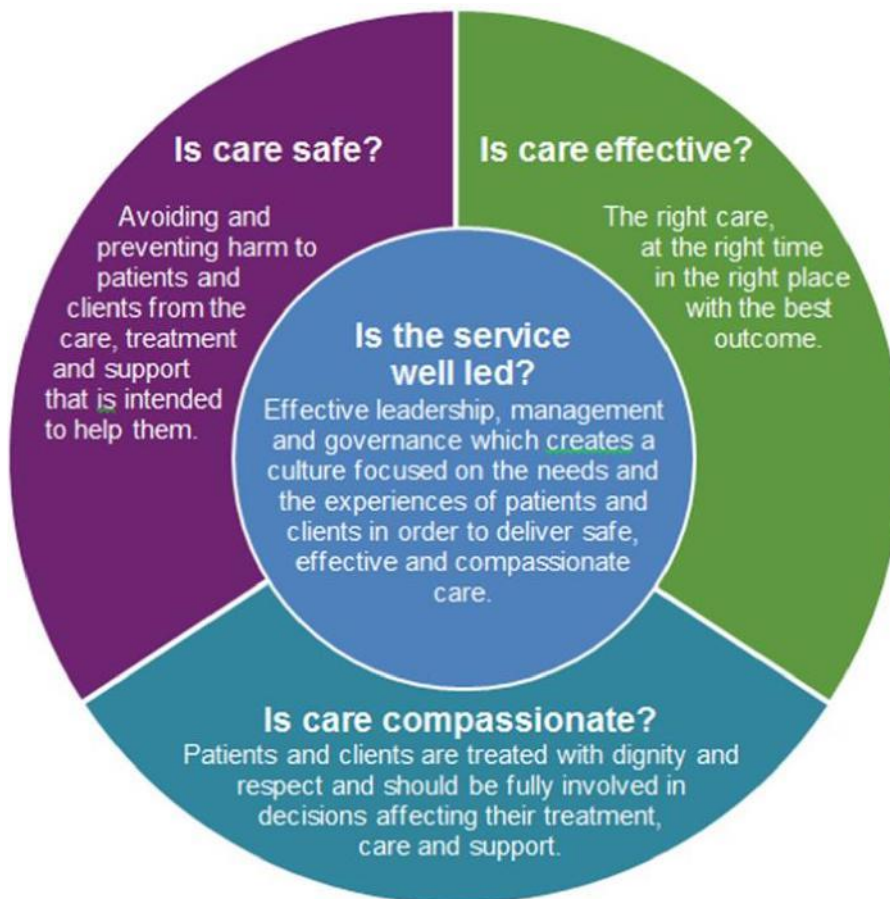 Is care safe?
Avoiding and
preventing harm to
patients and
clients from the
care, treatment
and support
that is intended
to help them.
Is care effective?
The right care,
at the right time
in the right place
with the best
outcome.
Is the service
well led?
Effective leadership, management
and governance which creates a
culture focused on the needs and
the experiences of patients and
clients in order to deliver safe,
effective and compassionate
care.
Is care compassionate?
Patients and clients are treated with dignity and
respect and should be fully involved in
decisions affecting their treatment,
care and support.